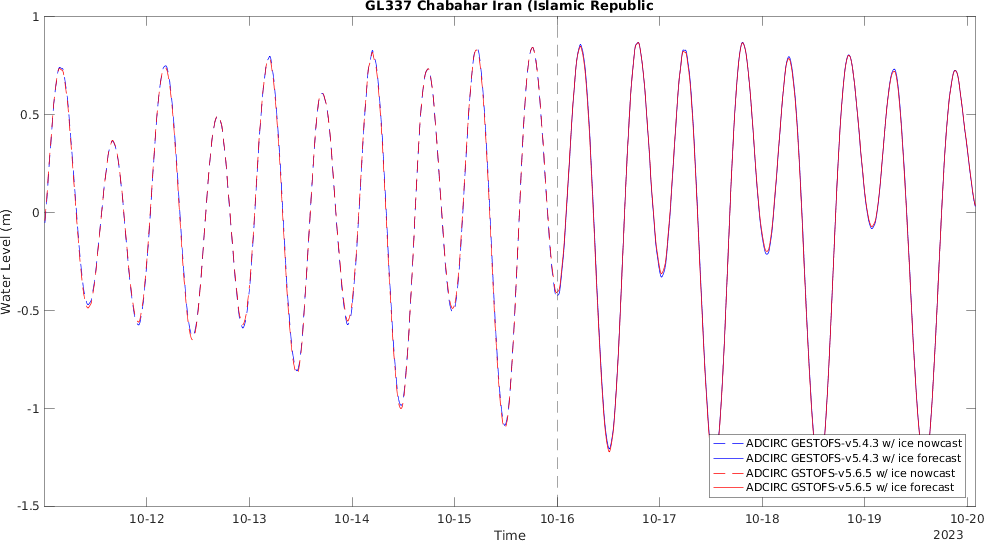 GL337 Chabahar Iran (Islamic Republic
1
0.5
0
-0.5
-1
-1.5
Water Level (m)
ADCIRC GESTOFS-v5.4.3 w/ ice nowcast
ADCIRC GESTOFS-v5.4.3 w/ ice forecast
ADCIRC GSTOFS-v5.6.5 w/ ice nowcast
ADCIRC GSTOFS-v5.6.5 w/ ice forecast
10-12 10-13 10-14 10-15 10-16 10-17 10-18 10-19 10-20
Time
2023